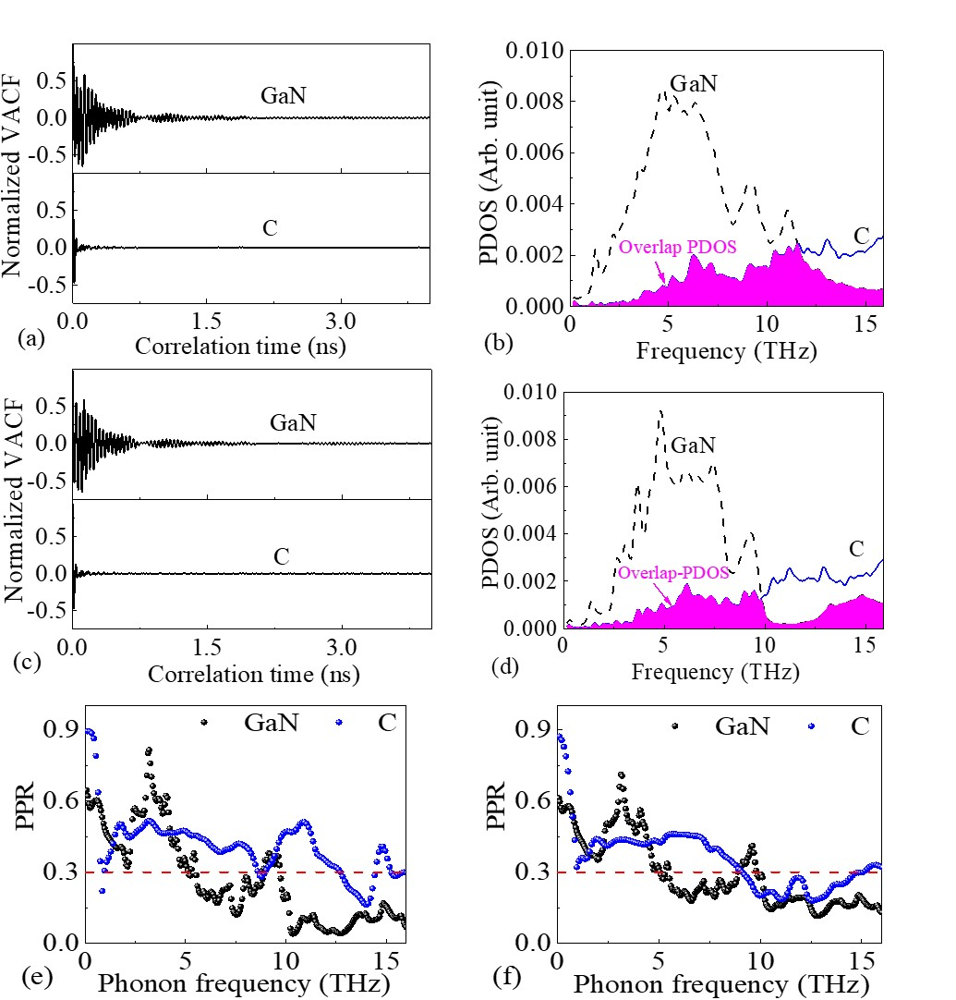 Normalized VACF
0.5
0.0
-0.5
GaN
0.5
0.0
-0.5
C
0.0
1.5
3.0
(a)
Correlation time (ns)
PDOS (Arb. unit)
0.010
0.008
0.006
0.004
0.002
0.000
GaN
Overlap PDOS
C
0
5
10
15
(b)
Frequency (THz)
Normalized VACF
0.5
0.0
-0.5
GaN
0.5
0.0
-0.5
C
0.0
1.5
3.0
(c)
Correlation time (ns)
PDOS (Arb. unit)
0.010
0.008
0.006
0.004
0.002
0.000
GaN
Overlap-PDOS
C
0
5
10
15
(d)
Frequency (THz)
PPR
0.9
0.6
0.3
0.0
GaN
C
0
5
10
15
(e)
Phonon frequency (THz)
PPR
0.9
0.6
0.3
0.0
GaN
C
0
5
10
15
(f)
Phonon frequency (THz)